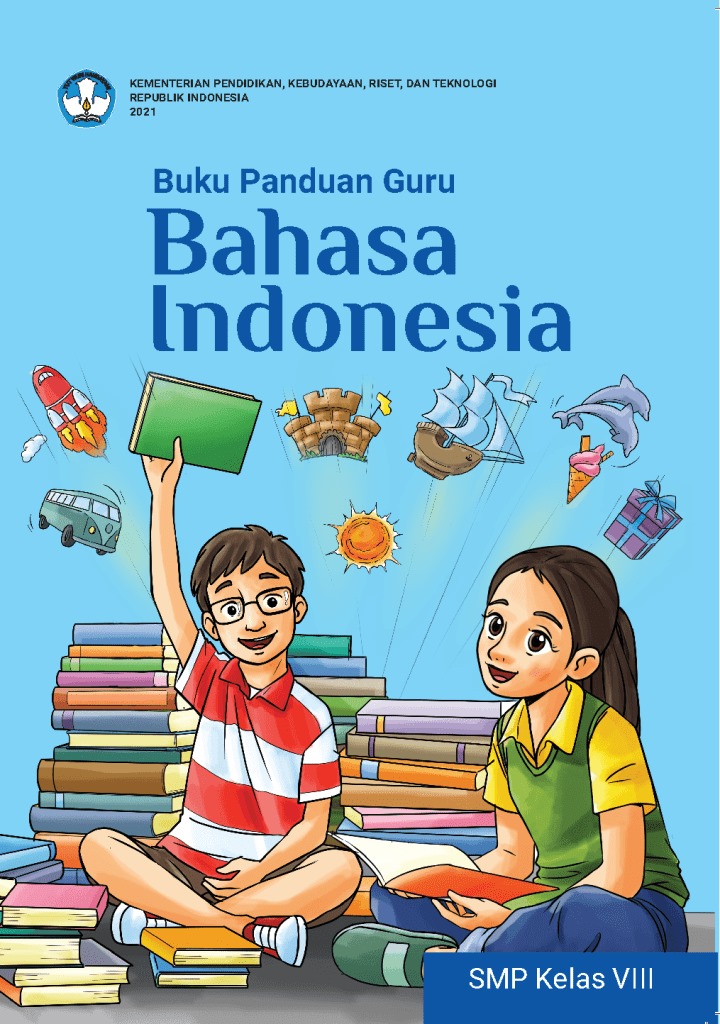 KEMENTERIAN PENDIDIKAN, KEBUDAYAAN, RISET, DAN TEKNOLOGI
REPUBLIK INDONESIA
2021
Buku Panduan Guru
Bahasa
Indonesia
SMP Kelas VIII